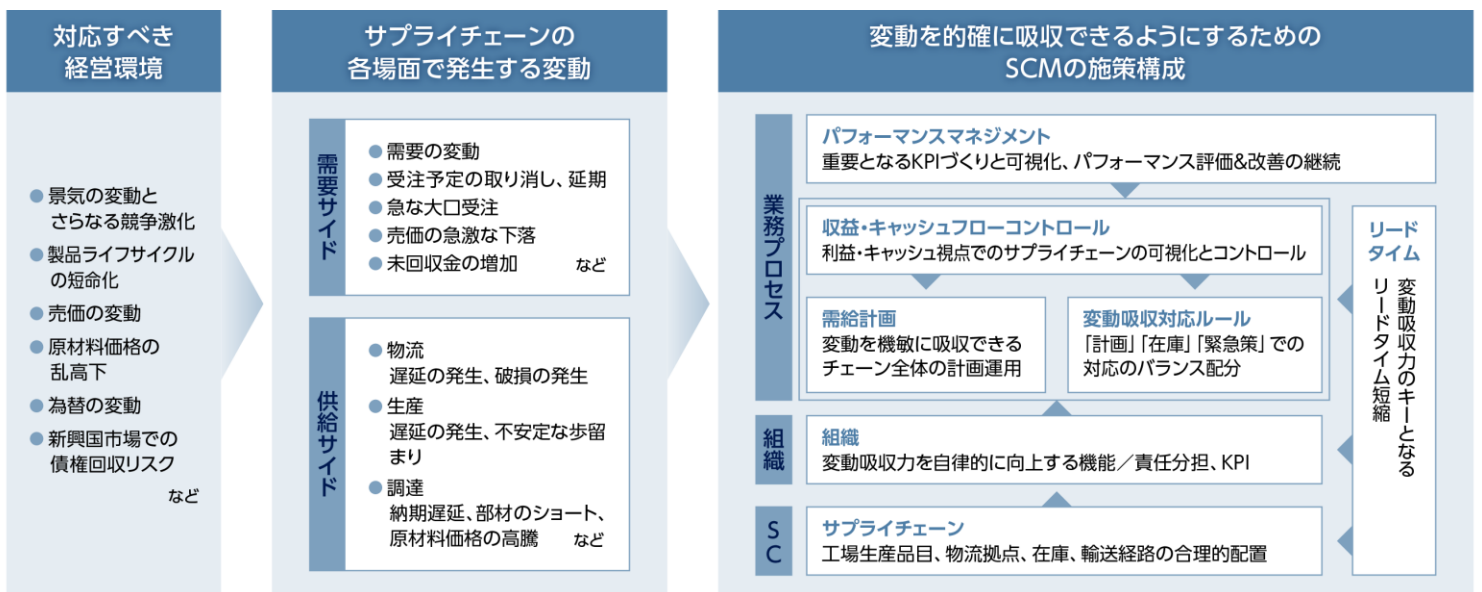 対応すべき
経営環境
● 景気の変動と
さらなる競争激化
● 製品ライフサイクル
の短命化
● 売価の変動
● 原材料価格の
乱高下
● 為替の変動
● 新興国市場での
債権回収リスク
など
サプライチェーンの
各場面で発生する変動
需要サイド
● 需要の変動
● 受注予定の取り消し、延期
● 急な大口受注
● 売価の急激な下落
● 未回収金の増加 など
供給サイド
● 物流
遅延の発生、破損の発生
● 生産
遅延の発生、不安定な歩留
まり
● 調達
納期遅延、部材のショート、
原材料価格の高騰 など
変動を的確に吸収できるようにするための
SCMの施策構成
業務プロセス
パフォーマンスマネジメント
重要となるKPIづくりと可視化、パフォーマンス評価&改善の継続
収益・キャッシュフローコントロール
利益・キャッシュ視点でのサプライチェーンの可視化とコントロール
需給計画
変動を機敏に吸収できる
チェーン全体の計画運用
変動吸収対応ルール
「計画」「在庫」「緊急策」での
対応のバランス配分
組織
組織
変動吸収力を自律的に向上する機能／責任分担、KPI
SC
サプライチェーン
工場生産品目、物流拠点、在庫、輸送経路の合理的配置
リード
タイム
変動吸収力のキーとなる
リードタイム短縮